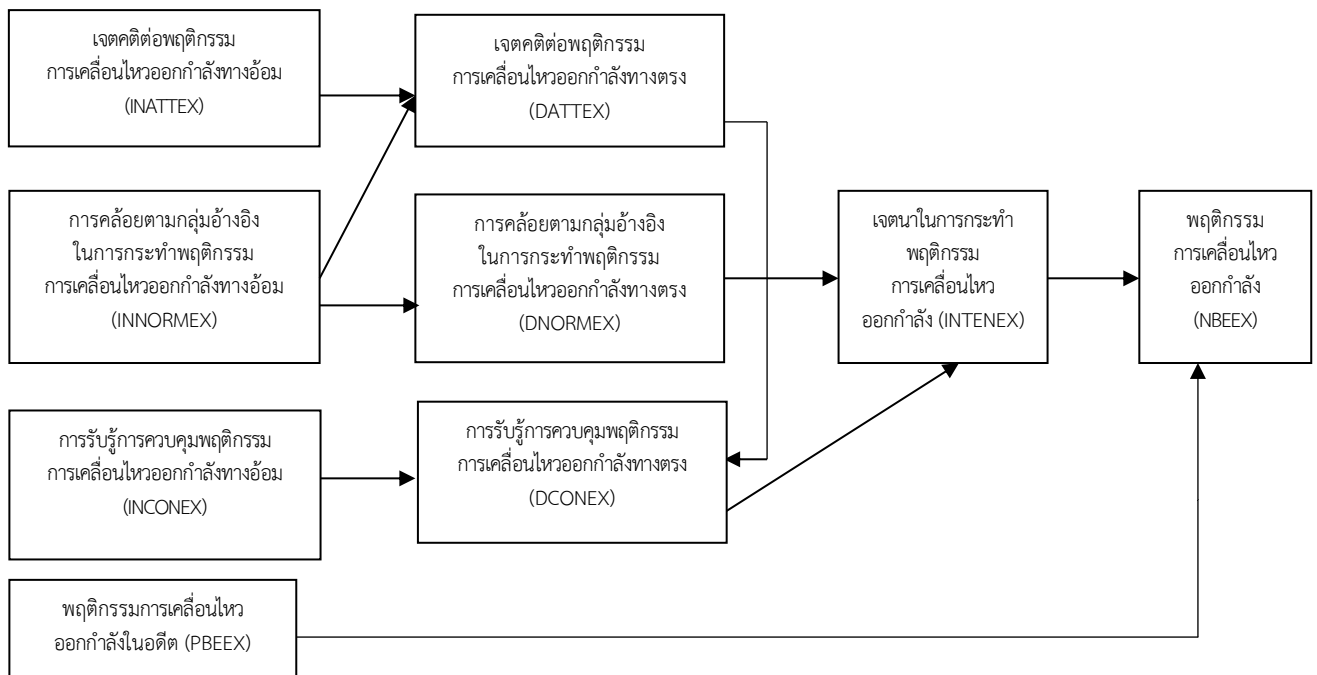 เจตคติต่อพฤติกรรม
การเคลื่อนไหวออกกำลังทางอ้อม
(INATTEX)
เจตคติต่อพฤติกรรม
การเคลื่อนไหวออกกำลังทางตรง
(DATTEX)
การคล้อยตามกลุ่มอ้างอิง
ในการกระทำพฤติกรรม
การเคลื่อนไหวออกกำลังทางอ้อม
(INNORMEX)
การคล้อยตามกลุ่มอ้างอิง
ในการกระทำพฤติกรรม
การเคลื่อนไหวออกกำลังทางตรง
(DNORMEX)
เจตนาในการกระทำ
พฤติกรรม
การเคลื่อนไหว
ออกกำลัง (INTENEX)
พฤติกรรม
การเคลื่อนไหว
ออกกำลัง
(NBEEX)
การรับรู้การควบคุมพฤติกรรม
การเคลื่อนไหวออกกำลังทางอ้อม
(INCONEX)
การรับรู้การควบคุมพฤติกรรม
การเคลื่อนไหวออกกำลังทางตรง
(DCONEX)
พฤติกรรมการเคลื่อนไหว
ออกกำลังในอดีต (PBEEX)